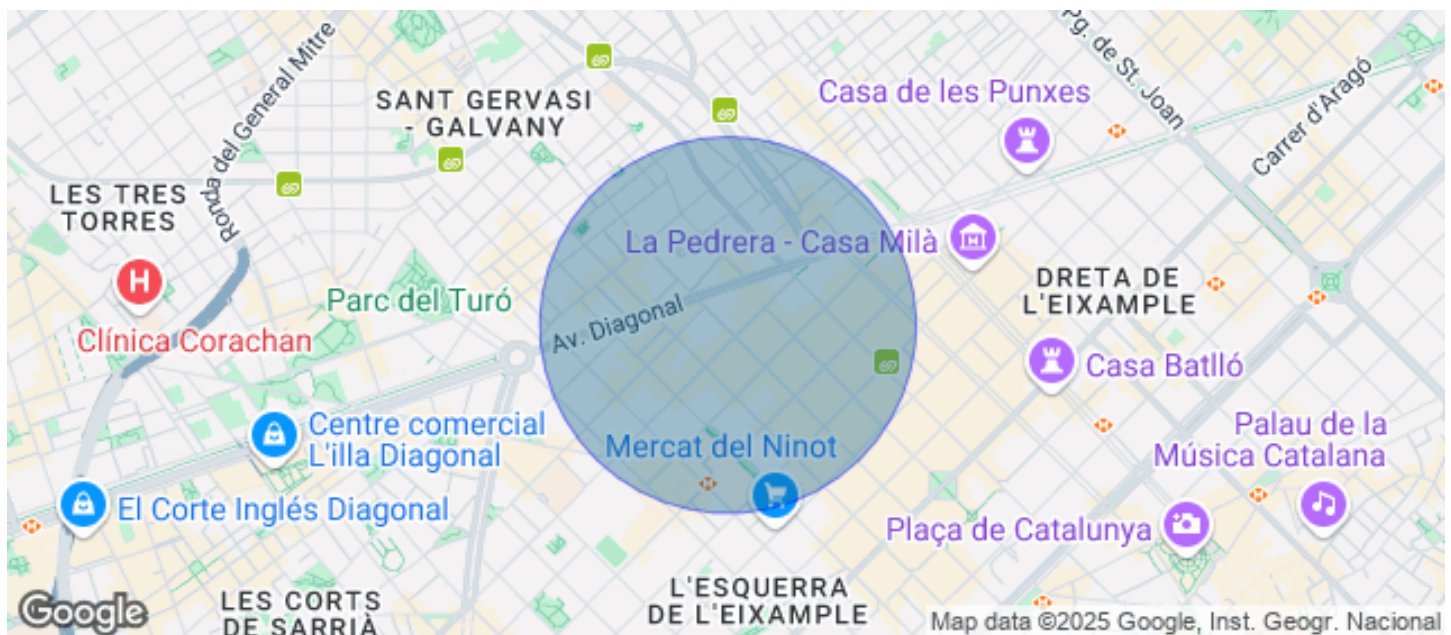 Ronda del General Mitre
SANT GERVASI
- GALVANY
Casa de les Punxes
Pg. de St. Joan
Carrer d'Aragó
LES TRES
TORRES
La Pedrera - Casa Milà
DRETA DE
L'EIXAMPLE
H
Parc del Turó
Av. Diagonal
Clínica Corachan
Casa Batlló
Centre comercial
L'illa Diagonal
Mercat del Ninot
Palau de la
Música Catalana
El Corte Inglés Diagonal
Plaça de Catalunya
L'ESQUERRA
DE L'EIXAMPLE
LES CORTS
DE SARRIÀ
Google
Map data ©2025 Google, Inst. Geogr. Nacional